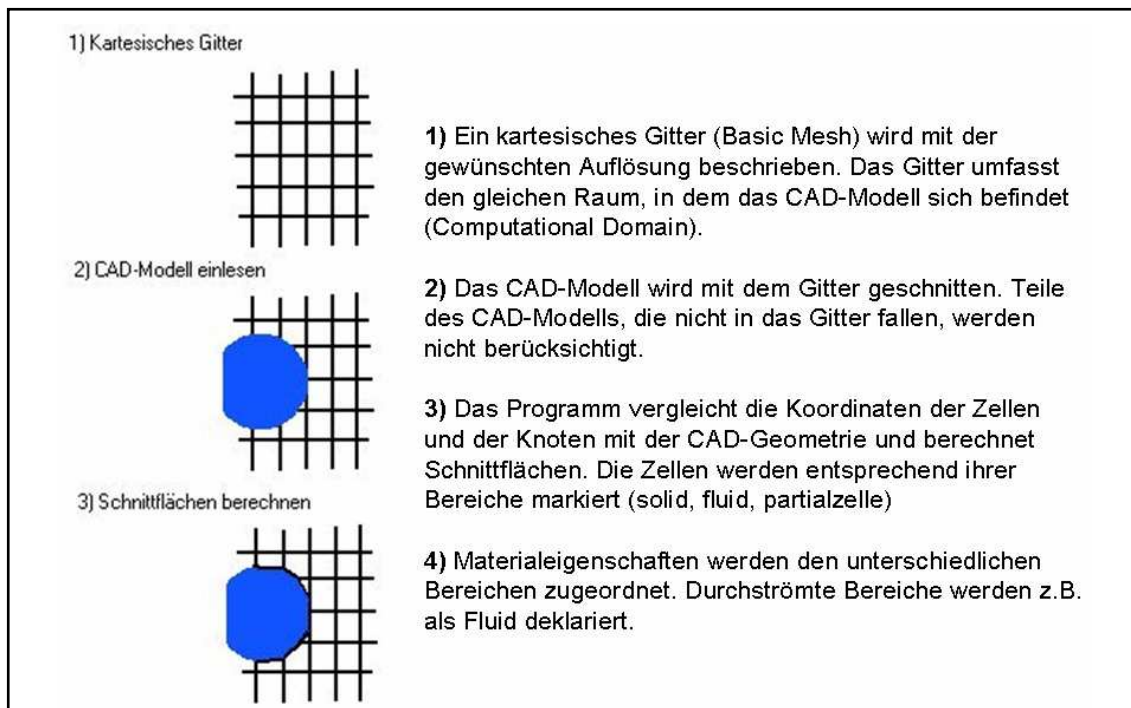 1) Kartesisches Gitter
1) Ein kartesisches Gitter (Basic Mesh) wird mit der
gewünschten Auflösung beschrieben. Das Gitter umfasst
den gleichen Raum, in dem das CAD-Modell sich befindet
(Computational Domain).
2) CAD-Modell einlesen
2) Das CAD-Modell wird mit dem Gitter geschnitten. Teile
des CAD-Modells, die nicht in das Gitter fallen, werden
nicht berücksichtigt.
3) Schnittflächen berechnen
3) Das Programm vergleicht die Koordinaten der Zellen
und der Knoten mit der CAD-Geometrie und berechnet
Schnittflächen. Die Zellen werden entsprechend ihrer
Bereiche markiert (solid, fluid, partialzelle)
4) Materialeigenschaften werden den unterschiedlichen
Bereichen zugeordnet. Durchströmte Bereiche werden z.B.
als Fluid deklariert.